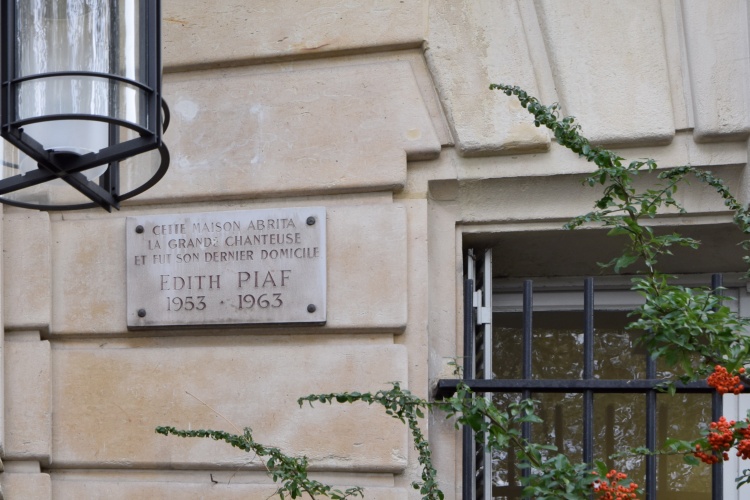 CETTE MAISON ABRITA
LA GRANDE CHANTEUSE
ET FUT SON DERNIER DOMICILE
EDITH PIAF
1953 · 1963